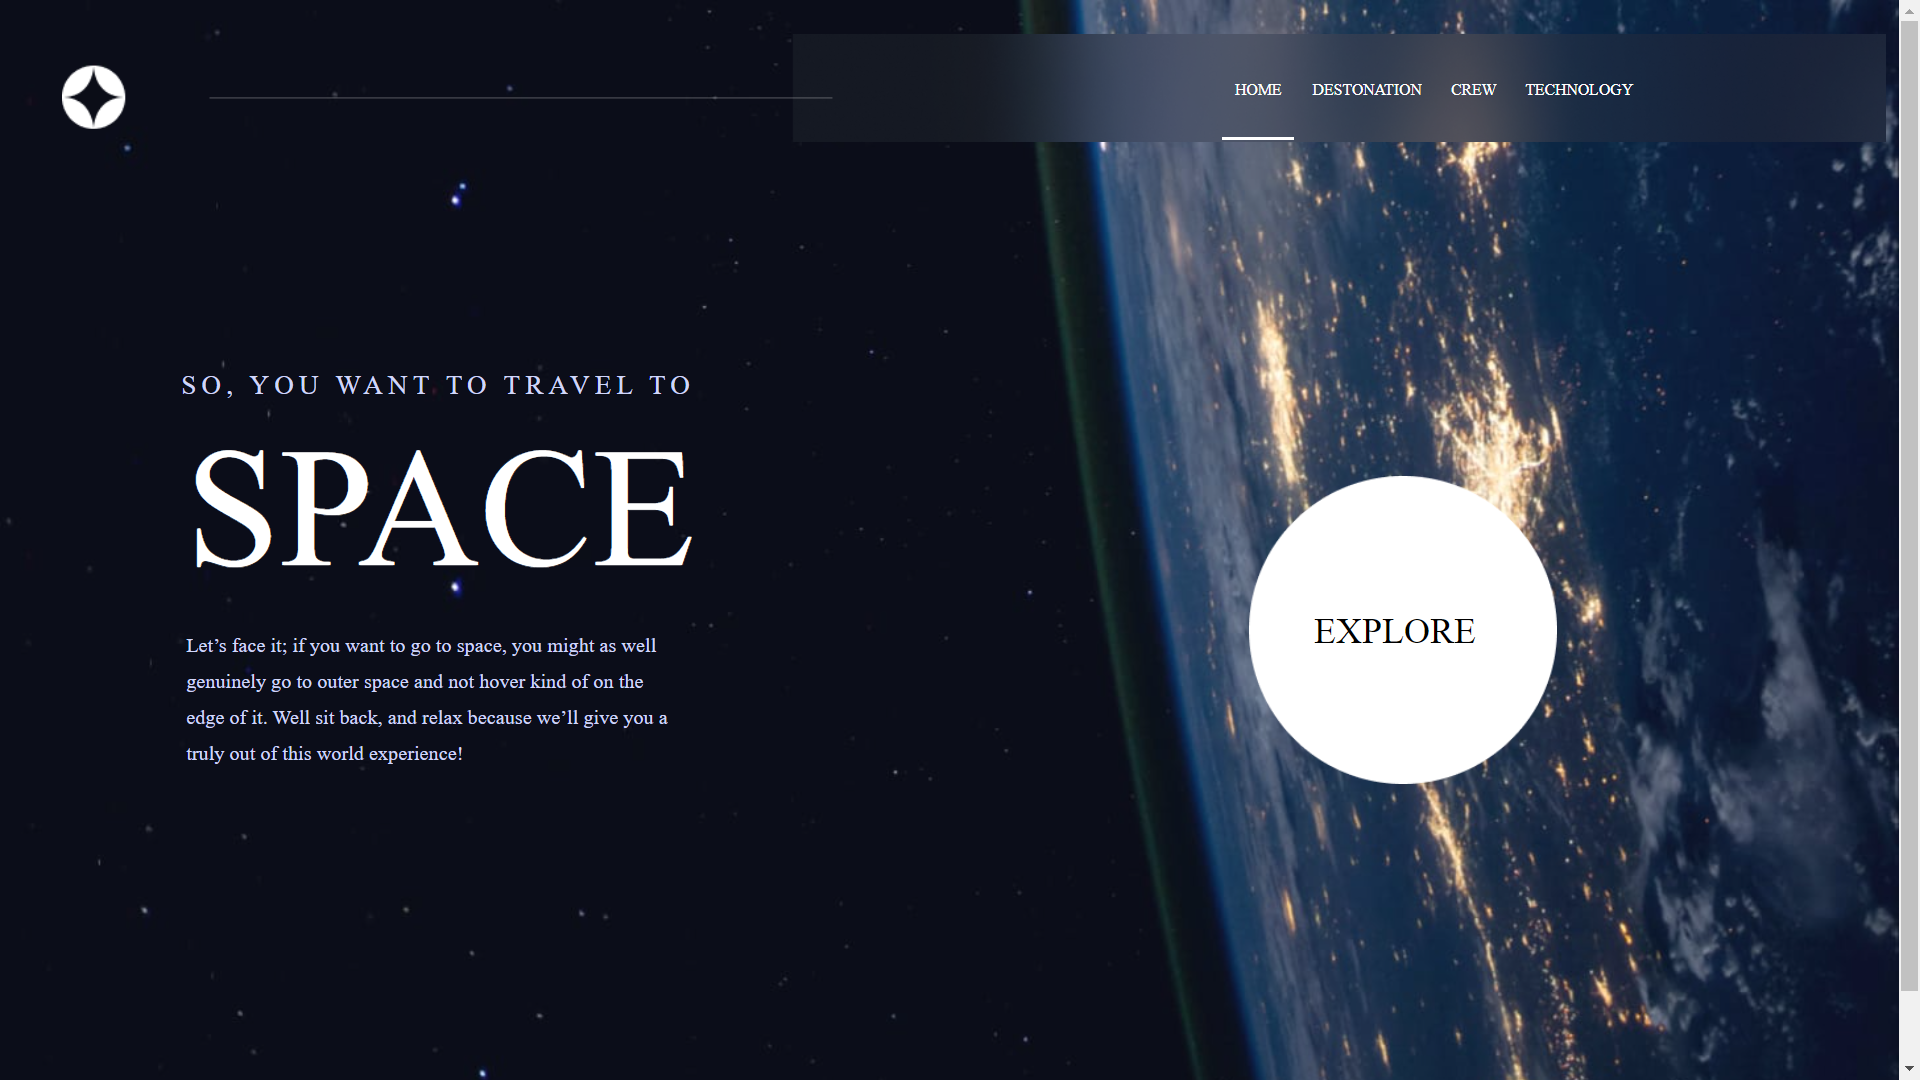 HOME DESTONATION CREW TECHNOLOGY
SO, YOU WANT TO TRAVEL TO
SPACE
Let’s face it; if you want to go to space, you might as well
genuinely go to outer space and not hover kind of on the
edge of it. Well sit back, and relax because we’ll give you a
truly out of this world experience!
EXPLORE